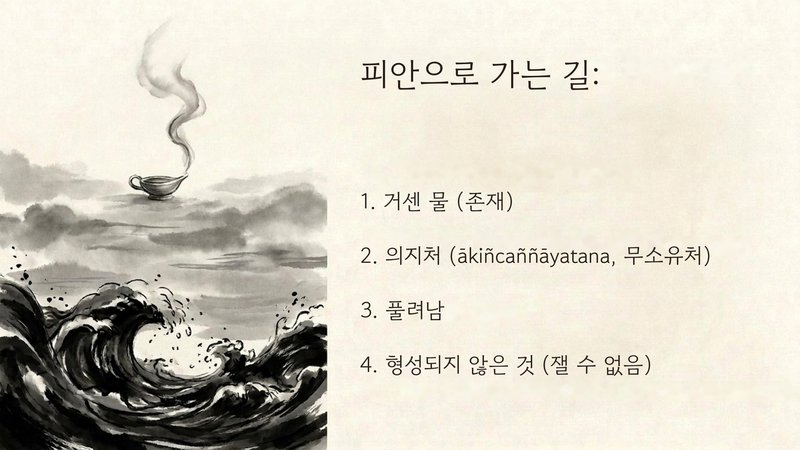 피안으로 가는 길:
1. 거센 물 (존재)
2. 의지처 (ākiñcaññāyatana, 무소유처)
3. 풀려남
4. 형성되지 않은 것 (잴 수 없음)